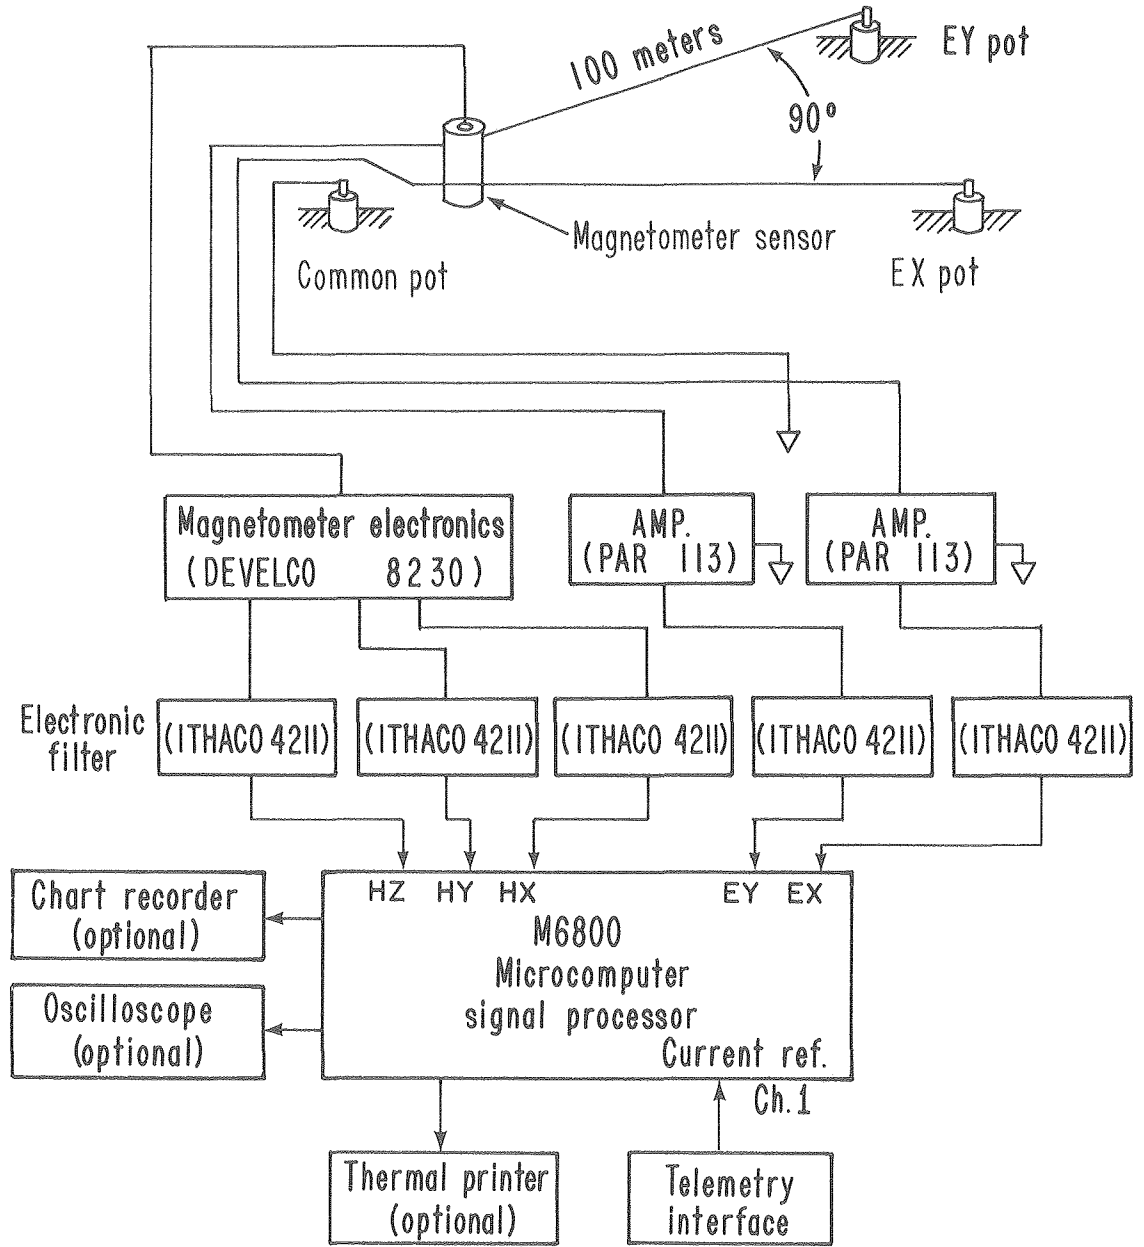 EY pot
100 meters
90°
Magnetometer sensor
Common pot
EX pot
Magnetometer electronics
(DEVELCO 8230)
AMP.
(PAR 113)
AMP.
(PAR 113)
Electronic
filter
(ITHACO 4211)
(ITHACO 4211)
(ITHACO 4211)
(ITHACO 4211)
(ITHACO 4211)
HZ HY HX EY EX
M6800
Microcomputer
signal processor
Current ref.
Ch. 1
Chart recorder
(optional)
Oscilloscope
(optional)
Thermal printer
(optional)
Telemetry
interface